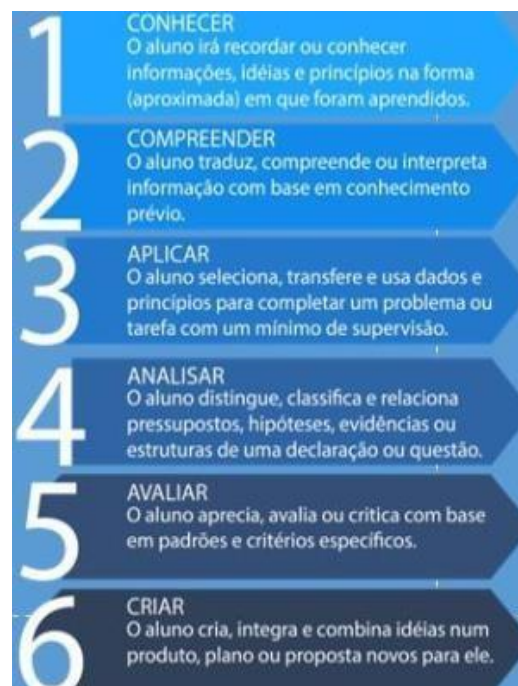 1
CONHECER
O aluno irá recordar ou conhecer
informações, idéias e princípios na forma
(aproximada) em que foram aprendidos.
2
COMPREENDER
O aluno traduz, compreende ou interpreta
informação com base em conhecimento
prévio.
3
APLICAR
O aluno seleciona, transfere e usa dados e
princípios para completar um problema ou
tarefa com um mínimo de supervisão.
4
ANALISAR
O aluno distingue, classifica e relaciona
pressupostos, hipóteses, evidências ou
estruturas de uma declaração ou questão.
5
AVALIAR
O aluno aprecia, avalia ou critica com base
em padrões e critérios específicos.
6
CRIAR
O aluno cria, integra e combina idéias num
produto, plano ou proposta novos para ele.